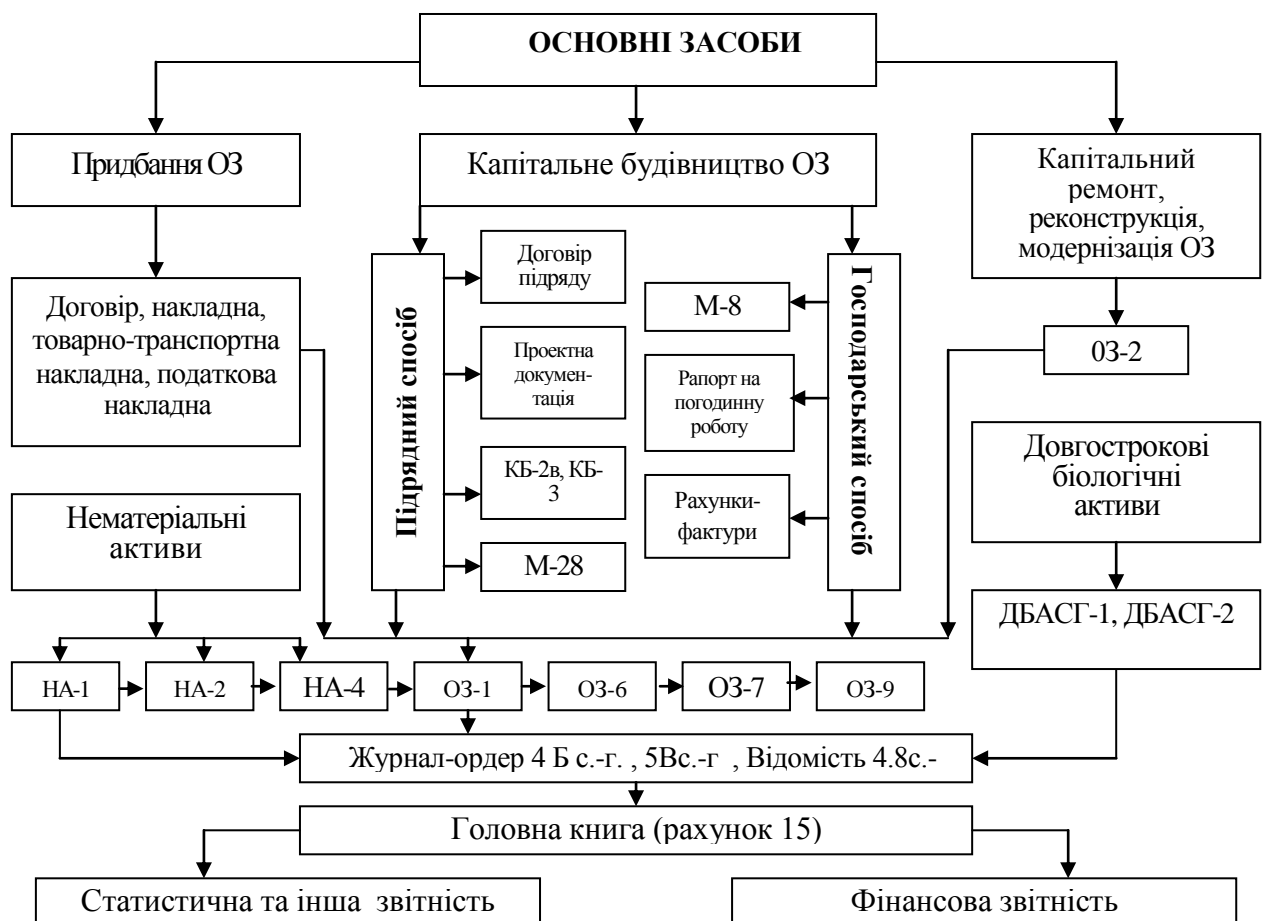 ОСНОВНІ ЗАСОБИ
Придбання ОЗ
Капітальне будівництво ОЗ
Капітальний
ремонт,
реконструкція,
модернізація ОЗ
Договір, накладна,
товарно-транспортна
накладна, податкова
накладна
Підрядний спосіб
Договір
підряду
Проектна
докумен-
тація
КБ-2в, КБ-
3
М-28
М-8
Рапорт на
погодинну
роботу
Рахунки-
фактури
Господарський спосіб
03-2
Нематеріальні
активи
Довгострокові
біологічні
активи
ДБАСГ-1, ДБАСГ-2
НА-1
НА-2
НА-4
ОЗ-1
ОЗ-6
ОЗ-7
ОЗ-9
Журнал-ордер 4 Б с.-г. , 5Вс.-г , Відомість 4.8с.-
Головна книга (рахунок 15)
Статистична та інша звітність
Фінансова звітність